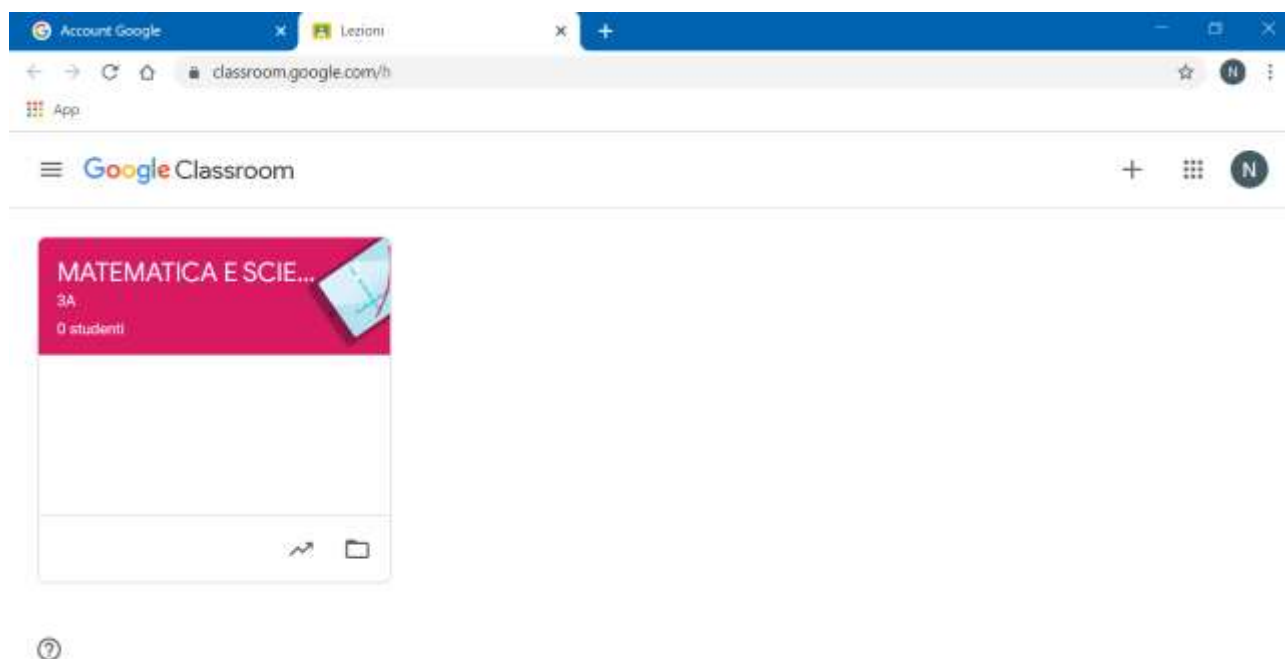 Account Google
Lezioni
classroom.google.com/h
N
App
Google Classroom
N
MATEMATICA E SCIE...
3A
0 studenti